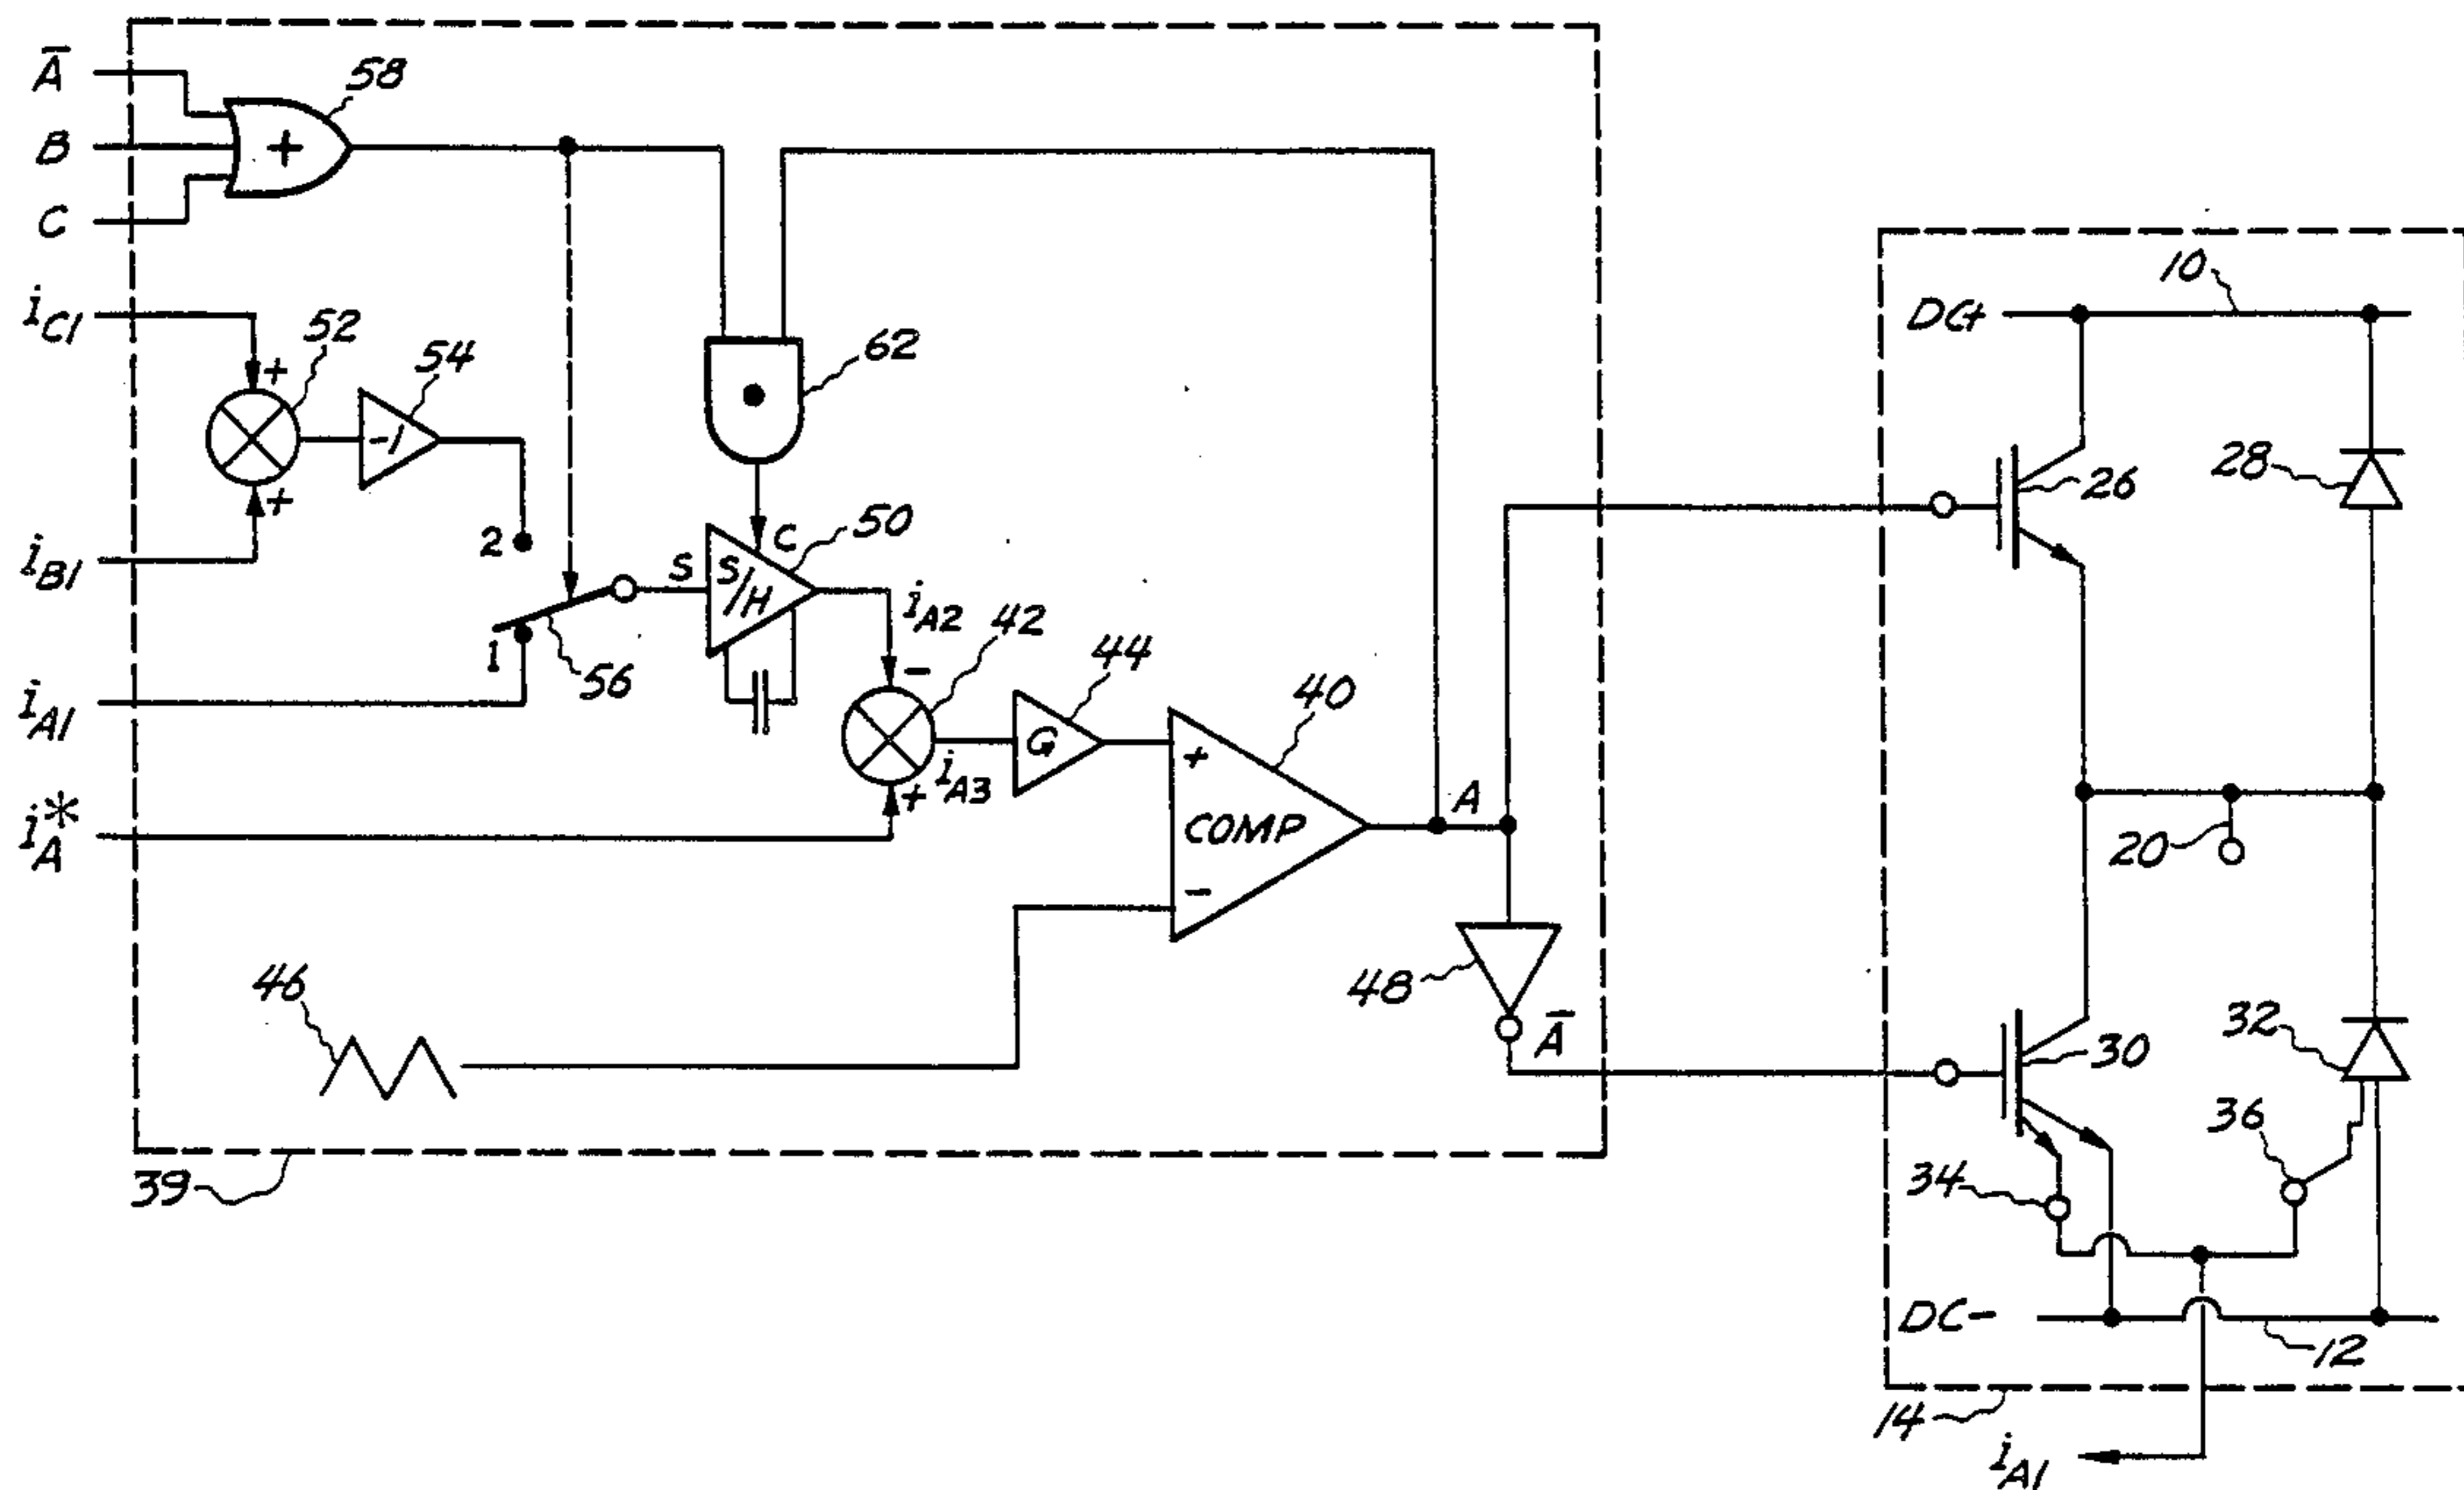 Ā
58
B
+
C
10
i_C1
52
DC+
+
54
62
-1
28
26
+
50
2
C
i_B1
S
S/H
i_A2
42
1
56
44
40
i_A1
-
G
+
A
i_A3
+
i_A*
COMP
20
-
46
48
32
Ā
30
36
39
34
DC-
12
14
i_A1